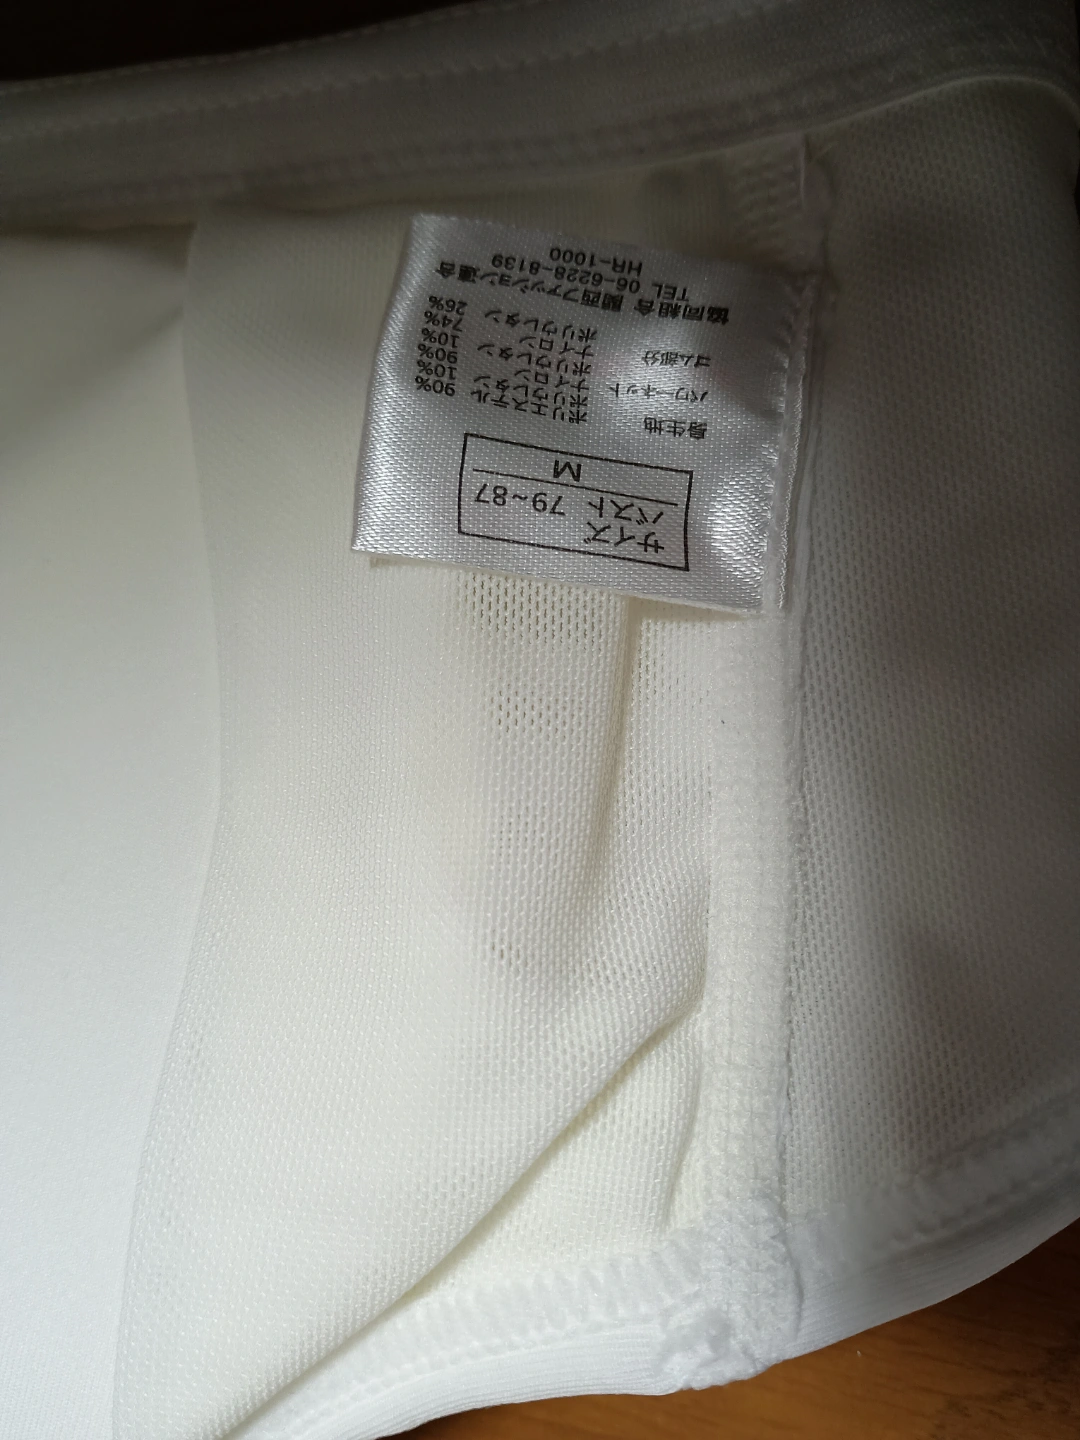 サイズ
バスト 79~87
M
身生地 ポリエステル 90%
ポリウレタン 10%
パワーネット ナイロン 90%
ポリウレタン 10%
ゴム部分 ナイロン 74%
ポリウレタン 26%
協同組合 関西ファッション連合
TEL 06-6228-8139
HR-1000